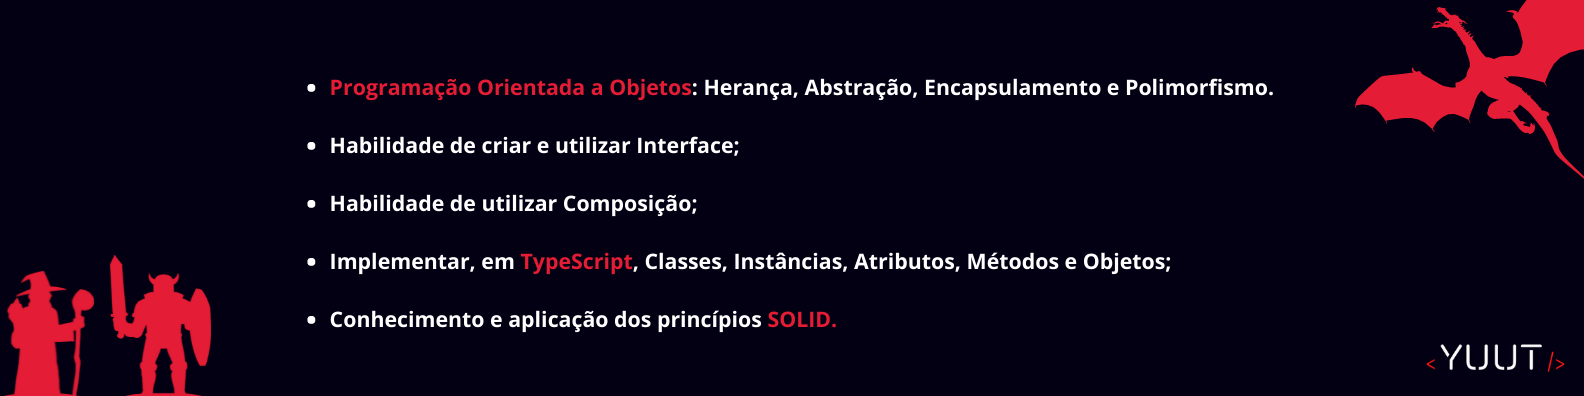 • Programação Orientada a Objetos: Herança, Abstração, Encapsulamento e Polimorfismo.
• Habilidade de criar e utilizar Interface;
• Habilidade de utilizar Composição;
• Implementar, em TypeScript, Classes, Instâncias, Atributos, Métodos e Objetos;
• Conhecimento e aplicação dos princípios SOLID.
<YUUT/>